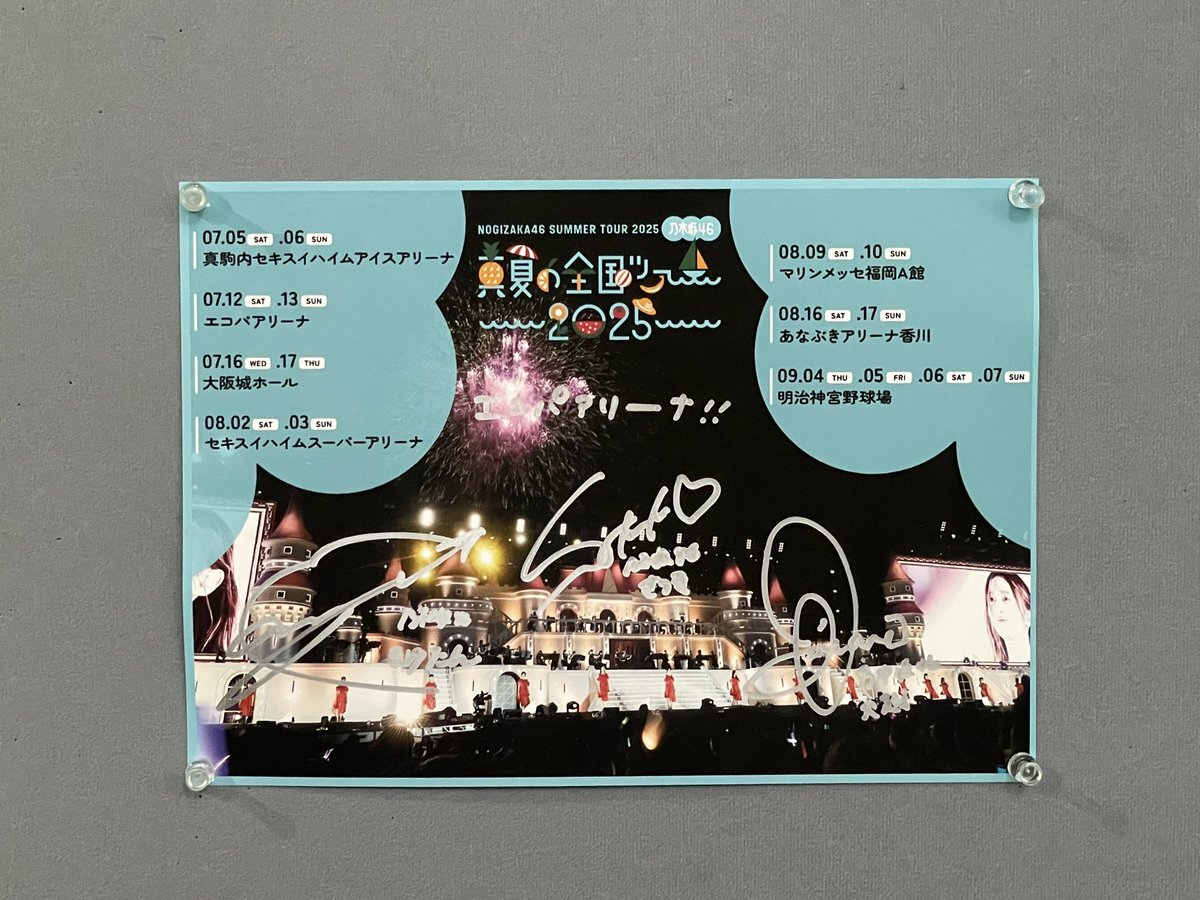 07.05 SAT .06 SUN
真駒内セキスイハイムアイスアリーナ
07.12 SAT .13 SUN
エコパアリーナ
07.16 WED .17 THU
大阪城ホール
08.02 SAT .03 SUN
セキスイハイムスーパーアリーナ
NOGIZAKA46 SUMMER TOUR 2025 乃木坂46
真夏の全国ツアー
2025
08.09 SAT .10 SUN
マリンメッセ福岡A館
08.16 SAT .17 SUN
あなぶきアリーナ香川
09.04 THU .05 FRI .06 SAT .07 SUN
明治神宮野球場
エコパアリーナ!!